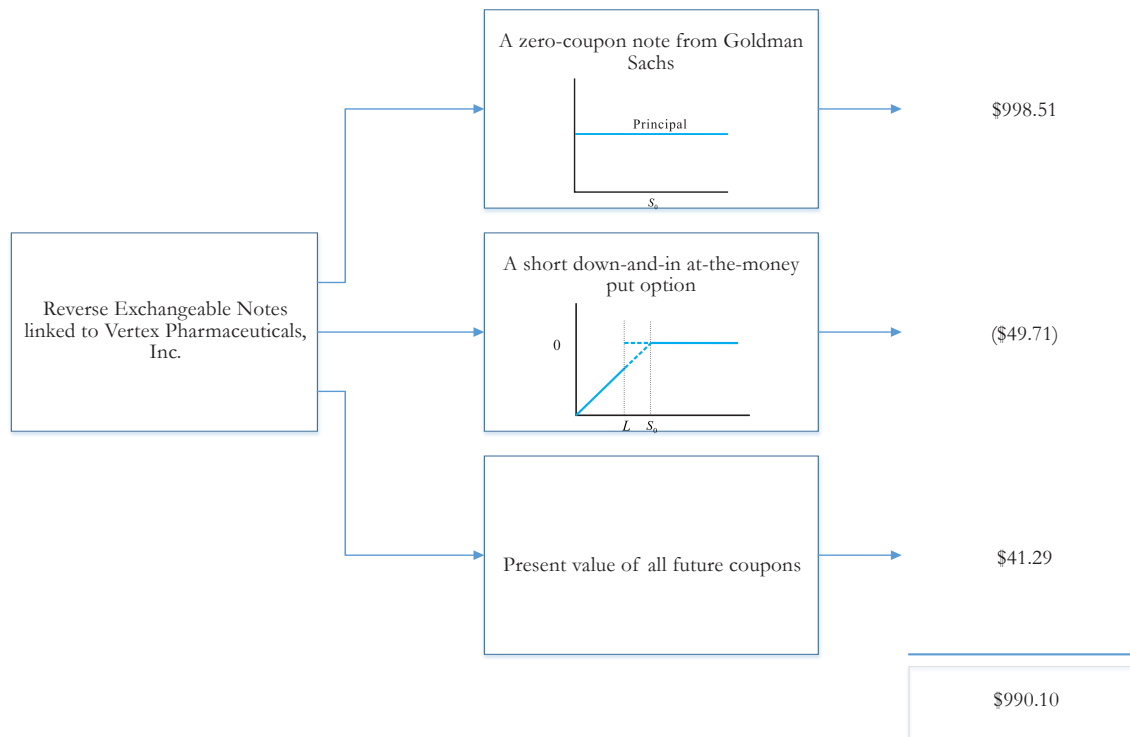 A zero-coupon note from Goldman
Sachs
Principal
S₀
$998.51
Reverse Exchangeable Notes
linked to Vertex Pharmaceuticals,
Inc.
A short down-and-in at-the-money
put option
0
L S₀
($49.71)
Present value of all future coupons
$41.29
$990.10